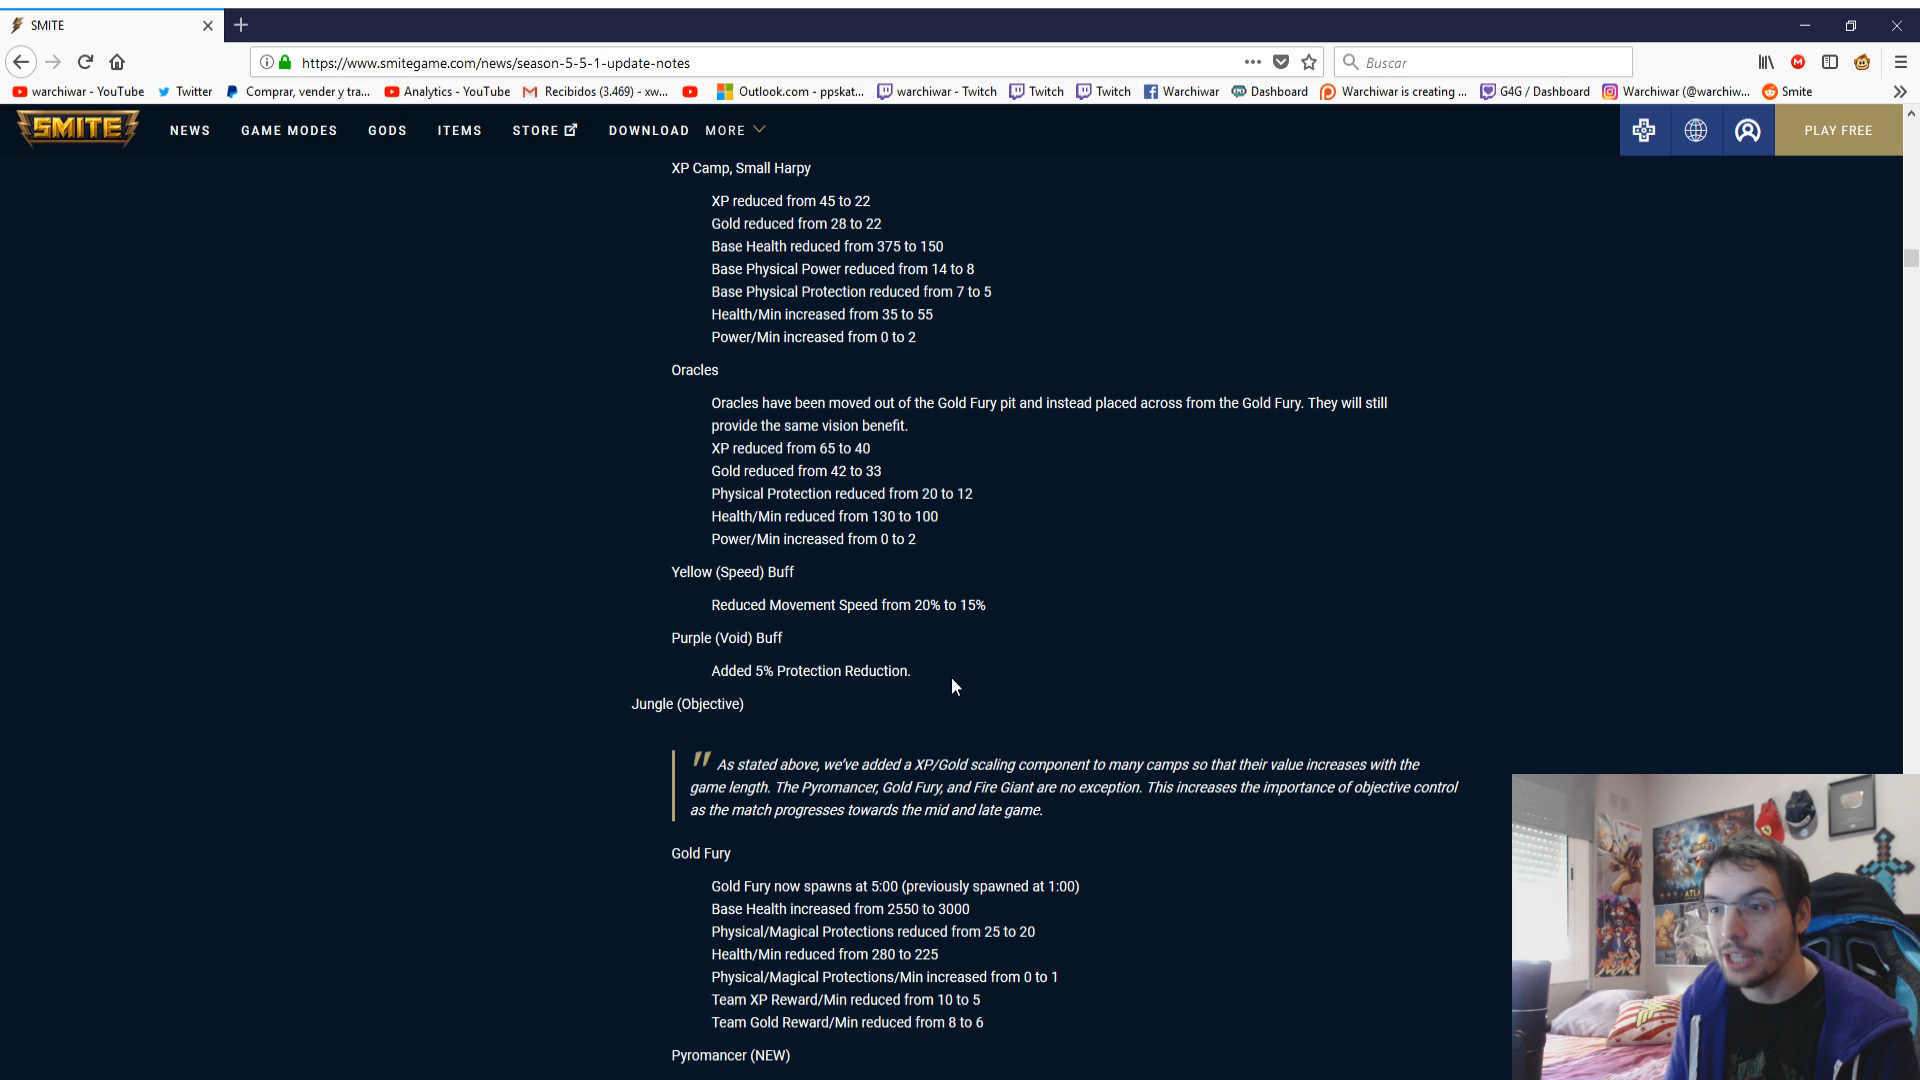 SMITE
https://www.smitegame.com/news/season-5-5-1-update-notes
Buscar
warchiwar - YouTube
Twitter
Comprar, vender y tra...
Analytics - YouTube
Recibidos (3.469) - xw...
Outlook.com - ppskat...
warchiwar - Twitch
Twitch
Twitch
Warchiwar
Dashboard
Warchiwar is creating ...
G4G / Dashboard
Warchiwar (@warchiw...
Smite
SMITE
NEWS
GAME MODES
GODS
ITEMS
STORE
DOWNLOAD
MORE
PLAY FREE
XP Camp, Small Harpy
XP reduced from 45 to 22
Gold reduced from 28 to 22
Base Health reduced from 375 to 150
Base Physical Power reduced from 14 to 8
Base Physical Protection reduced from 7 to 5
Health/Min increased from 35 to 55
Power/Min increased from 0 to 2
Oracles
Oracles have been moved out of the Gold Fury pit and instead placed across from the Gold Fury. They will still
provide the same vision benefit.
XP reduced from 65 to 40
Gold reduced from 42 to 33
Physical Protection reduced from 20 to 12
Health/Min reduced from 130 to 100
Power/Min increased from 0 to 2
Yellow (Speed) Buff
Reduced Movement Speed from 20% to 15%
Purple (Void) Buff
Added 5% Protection Reduction.
Jungle (Objective)
" As stated above, we've added a XP/Gold scaling component to many camps so that their value increases with the
game length. The Pyromancer, Gold Fury, and Fire Giant are no exception. This increases the importance of objective control
as the match progresses towards the mid and late game.
Gold Fury
Gold Fury now spawns at 5:00 (previously spawned at 1:00)
Base Health increased from 2550 to 3000
Physical/Magical Protections reduced from 25 to 20
Health/Min reduced from 280 to 225
Physical/Magical Protections/Min increased from 0 to 1
Team XP Reward/Min reduced from 10 to 5
Team Gold Reward/Min reduced from 8 to 6
Pyromancer (NEW)